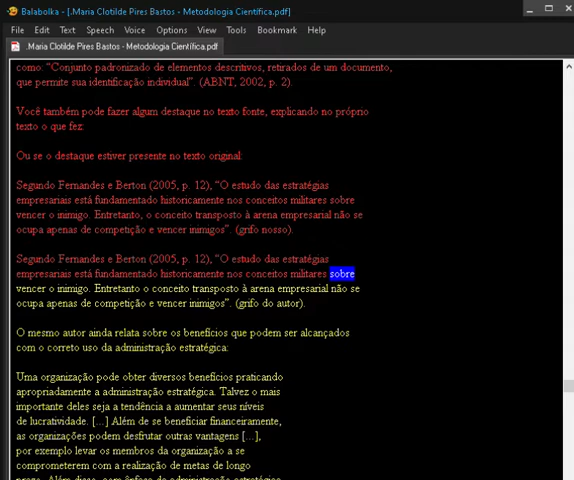 Balabolka - [.Maria Clotilde Pires Bastos - Metodologia Científica.pdf]
File Edit Text Speech Voice Options View Tools Bookmark Help
.Maria Clotilde Pires Bastos - Metodologia Científica.pdf
como: “Conjunto padronizado de elementos descritivos, retirados de um documento,
que permite sua identificação individual”. (ABNT, 2002, p. 2).
Você também pode fazer algum destaque no texto fonte, explicando no próprio
texto o que fez:
Ou se o destaque estiver presente no texto original:
Segundo Fernandes e Berton (2005, p. 12), “O estudo das estratégias
empresariais está fundamentado historicamente nos conceitos militares sobre
vencer o inimigo. Entretanto, o conceito transposto à arena empresarial não se
ocupa apenas de competição e vencer inimigos”. (grifo nosso).
Segundo Fernandes e Berton (2005, p. 12), “O estudo das estratégias
empresariais está fundamentado historicamente nos conceitos militares sobre
vencer o inimigo. Entretanto o conceito transposto à arena empresarial não se
ocupa apenas de competição e vencer inimigos”. (grifo do autor).
O mesmo autor ainda relata sobre os benefícios que podem ser alcançados
com o correto uso da administração estratégica:
Uma organização pode obter diversos benefícios praticando
apropriadamente a administração estratégica. Talvez o mais
importante deles seja a tendência a aumentar seus níveis
de lucratividade. [...] Além de se beneficiar financeiramente,
as organizações podem desfrutar outras vantagens [...],
por exemplo levar os membros da organização a se
comprometerem com a realização de metas de longo
prazo. Além disso, com ênfase da administração estratégica